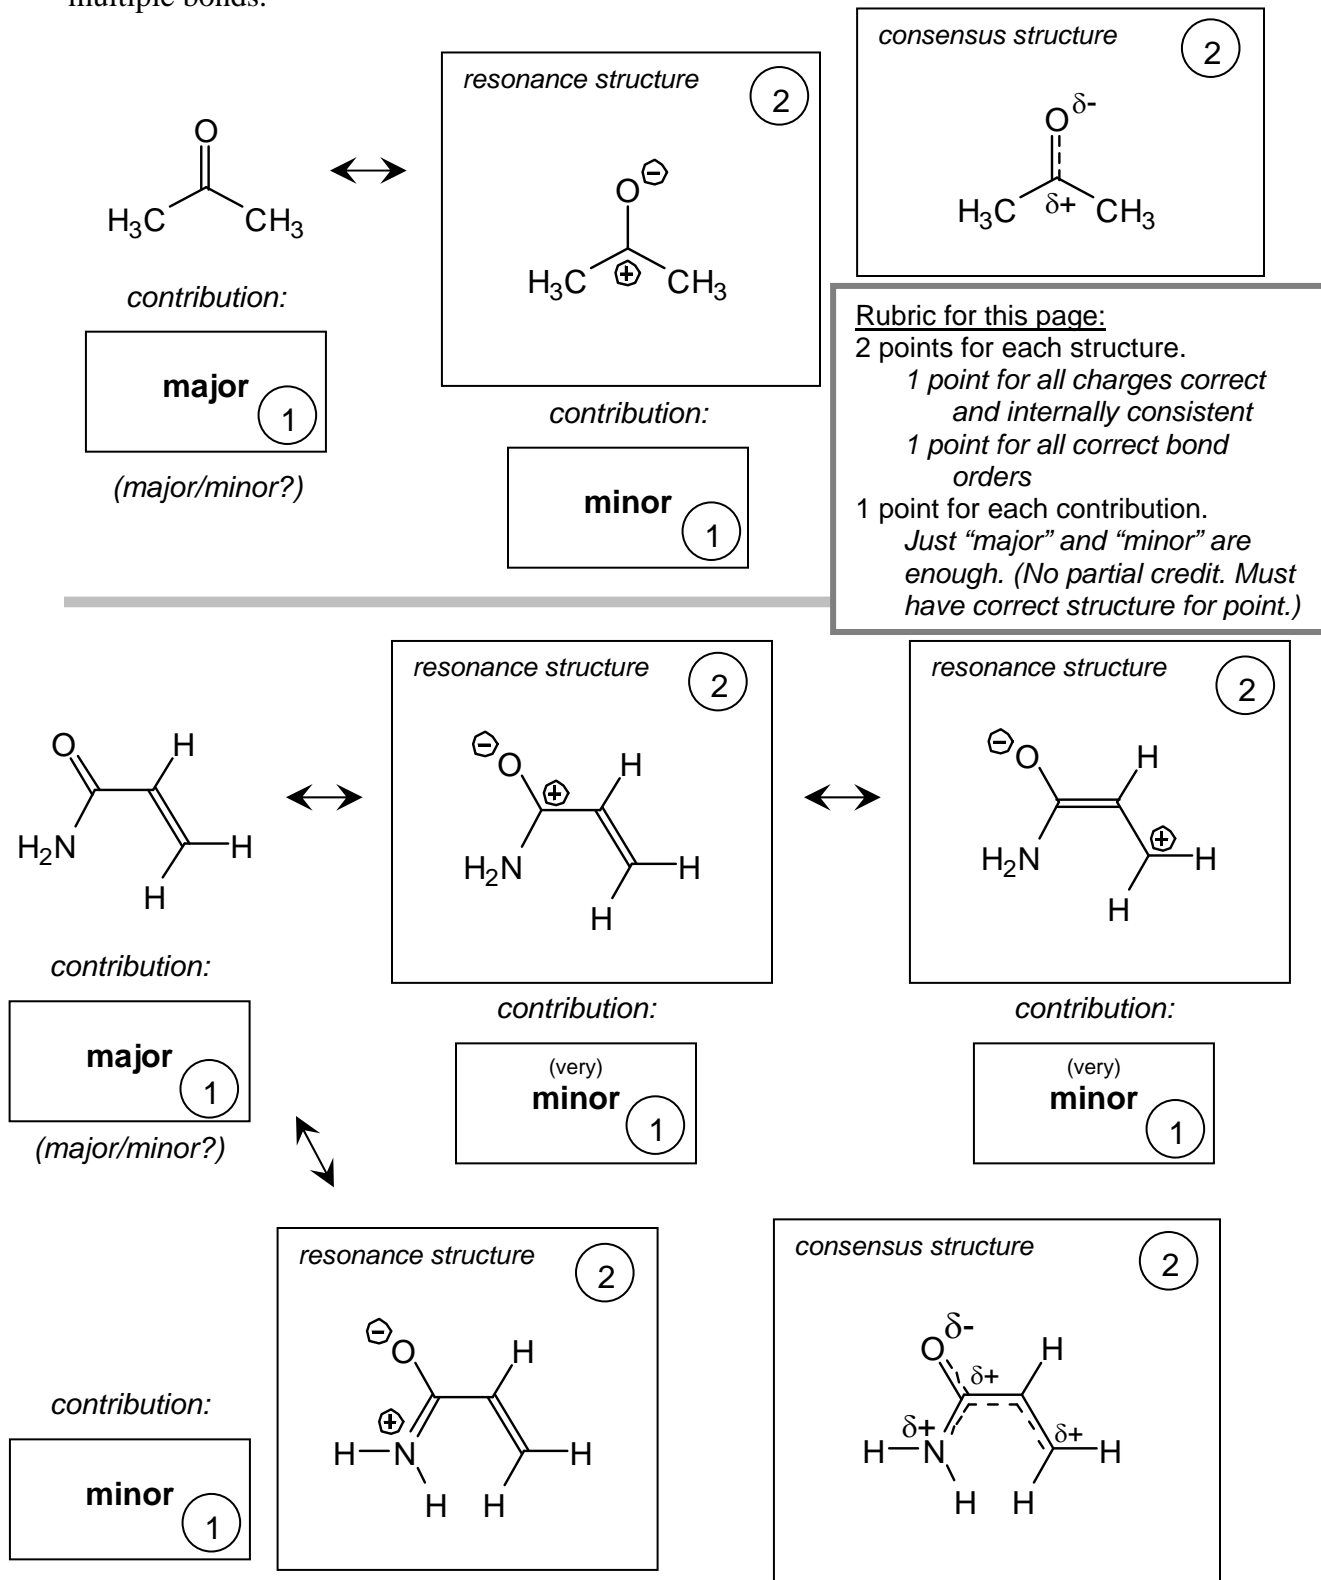 multiple bonds.
resonance structure
2
consensus structure
2
O
H3C
CH3
O
⊖
H3C
⊕
CH3
O
δ-
H3C
δ+
CH3
contribution:
major
1
(major/minor?)
contribution:
minor
1
Rubric for this page:
2 points for each structure.
1 point for all charges correct
and internally consistent
1 point for all correct bond
orders
1 point for each contribution.
Just “major” and “minor” are
enough. (No partial credit. Must
have correct structure for point.)
O
H
H2N
H
H
resonance structure
2
⊖
O
H
⊕
H2N
H
H
resonance structure
2
⊖
O
H
H2N
⊕
H
H
contribution:
major
1
(major/minor?)
contribution:
(very)
minor
1
contribution:
(very)
minor
1
contribution:
minor
1
resonance structure
2
⊖
O
H
⊕
H
N
H
H
H
consensus structure
2
O
δ-
H
δ+
δ+
H
N
δ+
H
H
H